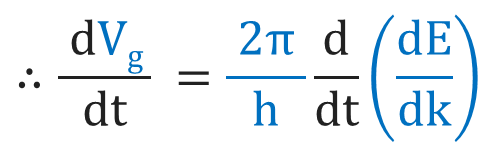 ∴ dV_g/dt = 2π/h d/dt (dE/dk)